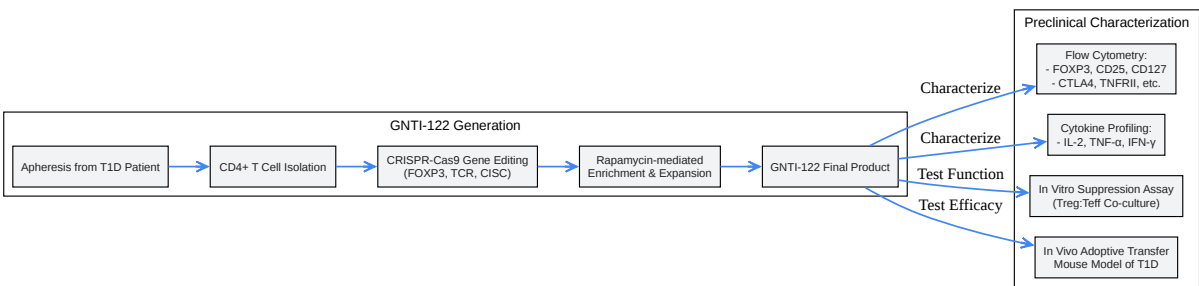 GNTI-122 Generation
Apheresis from T1D Patient
CD4+ T Cell Isolation
CRISPR-Cas9 Gene Editing
(FOXP3, TCR, CISC)
Rapamycin-mediated
Enrichment & Expansion
GNTI-122 Final Product
Characterize
Characterize
Test Function
Test Efficacy
Preclinical Characterization
Flow Cytometry:
- FOXP3, CD25, CD127
- CTLA4, TNFRII, etc.
Cytokine Profiling:
- IL-2, TNF-α, IFN-γ
In Vitro Suppression Assay
(Treg:Teff Co-culture)
In Vivo Adoptive Transfer
Mouse Model of T1D